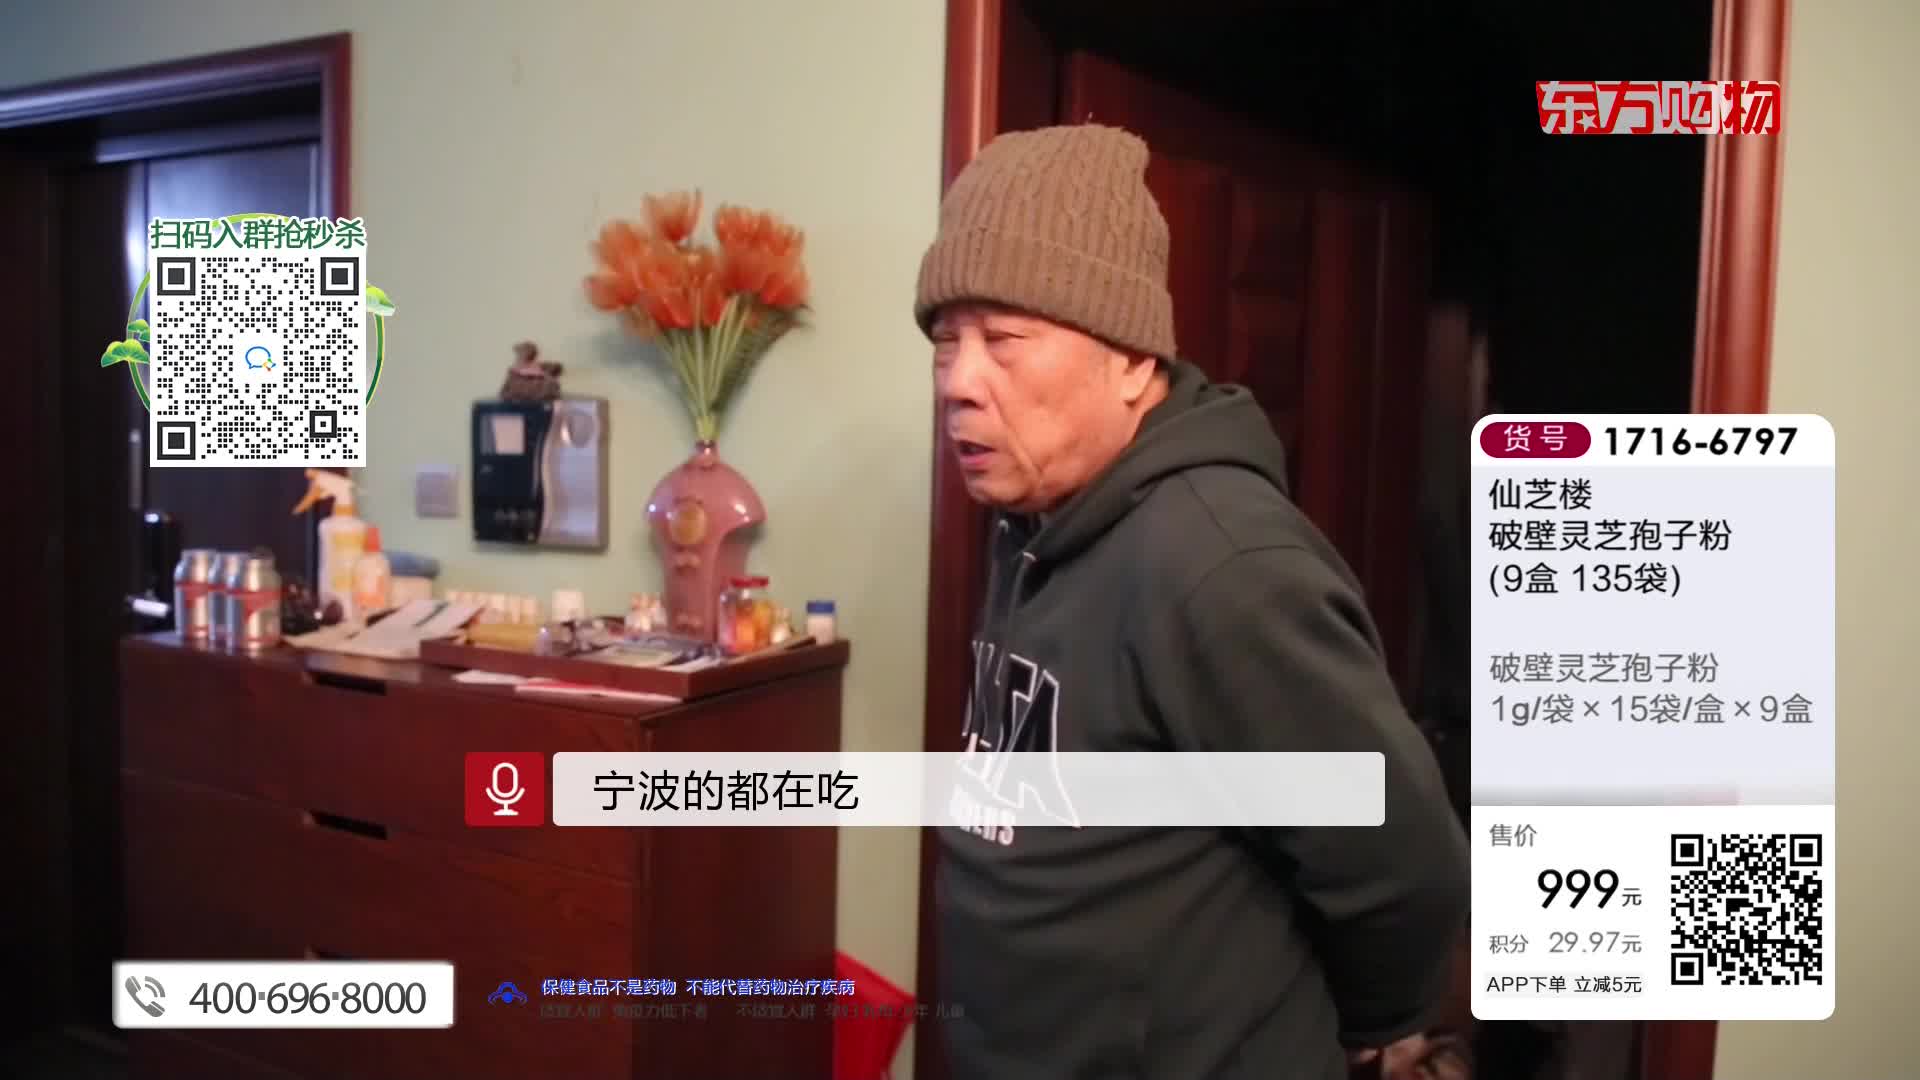 东方购物
扫码入群抢秒杀
货号 1716-6797
仙芝楼
破壁灵芝孢子粉
(9盒 135袋)
破壁灵芝孢子粉
1g/袋×15袋/盒×9盒
宁波的都在吃
售价
999元
积分 29.97元
APP下单 立减5元
400·696·8000
保健食品不是药物 不能代替药物治疗疾病